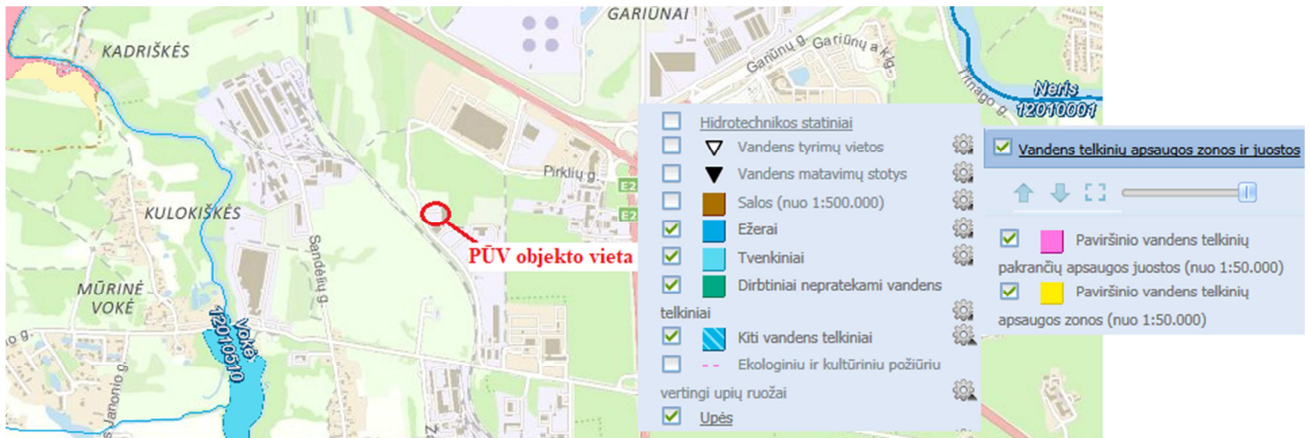 GARIŪNAI
KADRIŠKĖS
Gariūnų g.
Gariūnų aklg.
Titnago g.
Neris
12010001
Pirklių g.
E2
E2
KULOKIŠKĖS
PŪV objekto vieta
Sandėlių g.
MŪRINĖ
VOKĖ
Vokė
12010510
Janonio g.
Hidrotechnikos statiniai
Vandens tyrimų vietos
Vandens matavimų stotys
Salos (nuo 1:500.000)
Ežerai
Tvenkiniai
Dirbtiniai nepratekami vandens
telkiniai
Kiti vandens telkiniai
Ekologiniu ir kultūriniu požiūriu
vertingi upių ruožai
Upės
Vandens telkinių apsaugos zonos ir juostos
Paviršinio vandens telkinių
pakrančių apsaugos juostos (nuo 1:50.000)
Paviršinio vandens telkinių
apsaugos zonos (nuo 1:50.000)